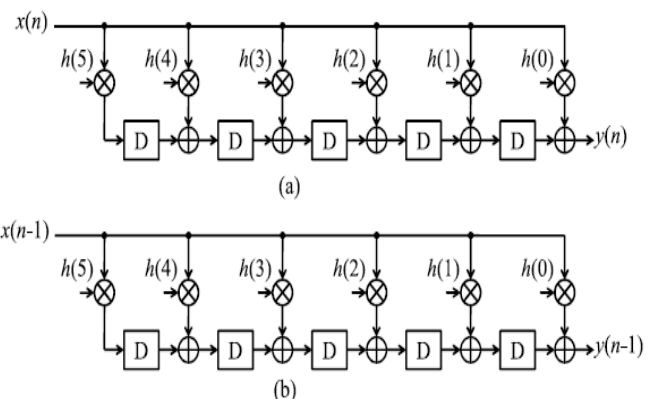 x(n)
h(5) h(4) h(3) h(2) h(1) h(0)
D D D D D y(n)
(a)
x(n-1)
h(5) h(4) h(3) h(2) h(1) h(0)
D D D D D y(n-1)
(b)